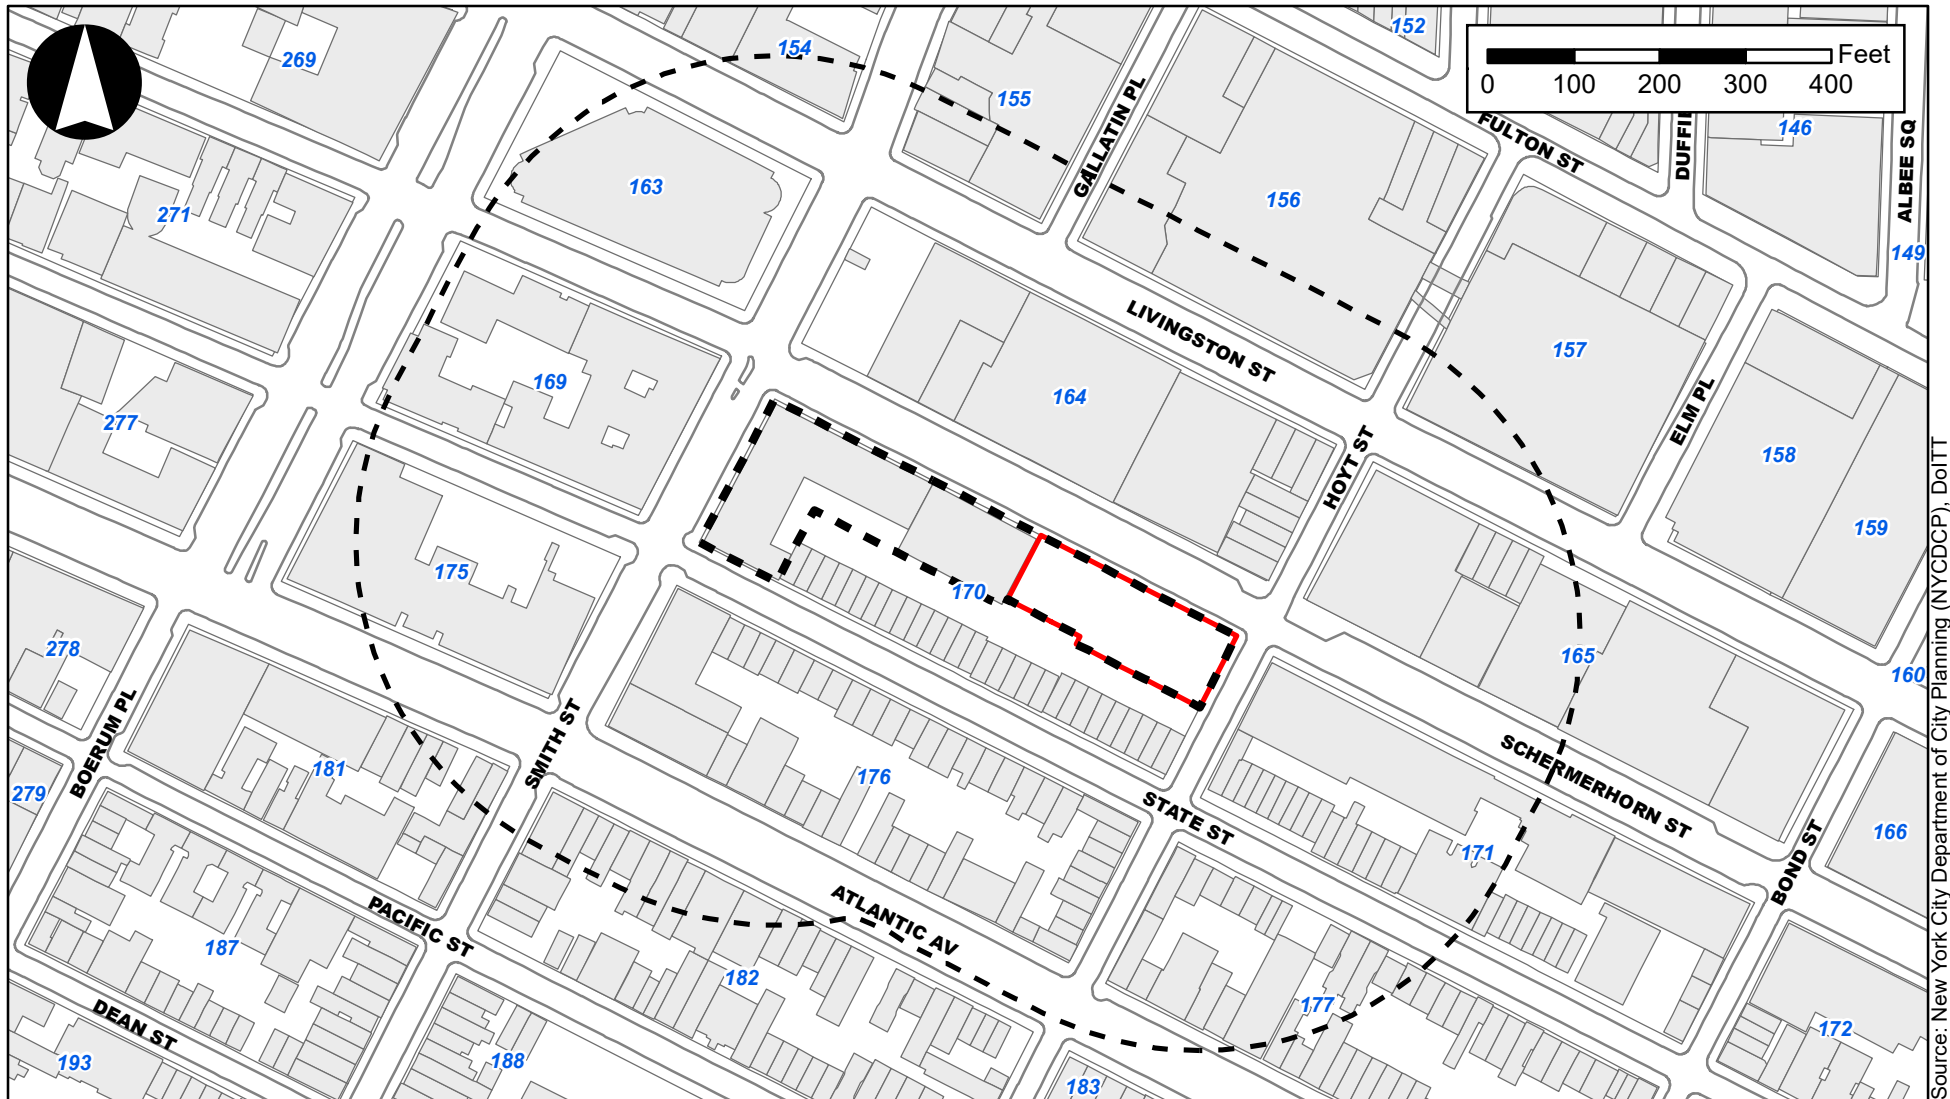 152
154
269
Feet
0 100 200 300 400
155
GALLATIN PL
FULTON ST
146
ALBEE SQ
163
156
271
149
LIVINGSTON ST
157
169
164
ELM PL
277
HOYT ST
158
159
175
170
278
165
160
BOERUM PL
SMITH ST
181
176
SCHERMERHORN ST
279
STATE ST
171
166
BOND ST
ATLANTIC AV
PACIFIC ST
187
182
177
DEAN ST
172
193
188
183
Source: New York City Department of City Planning (NYCDCP), DoITT